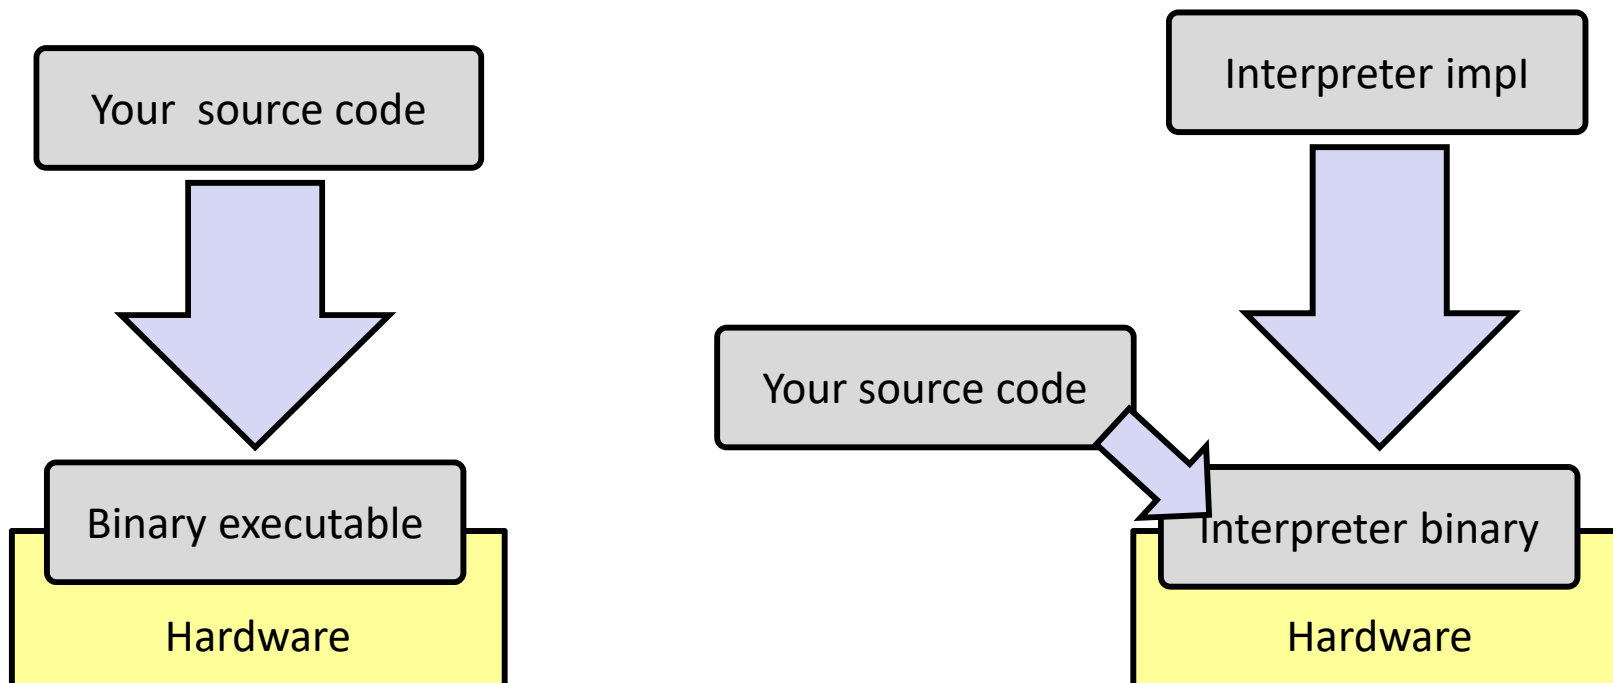 Your  source code
Binary executable
Hardware
Interpreter impl
Your source code
Interpreter binary
Hardware